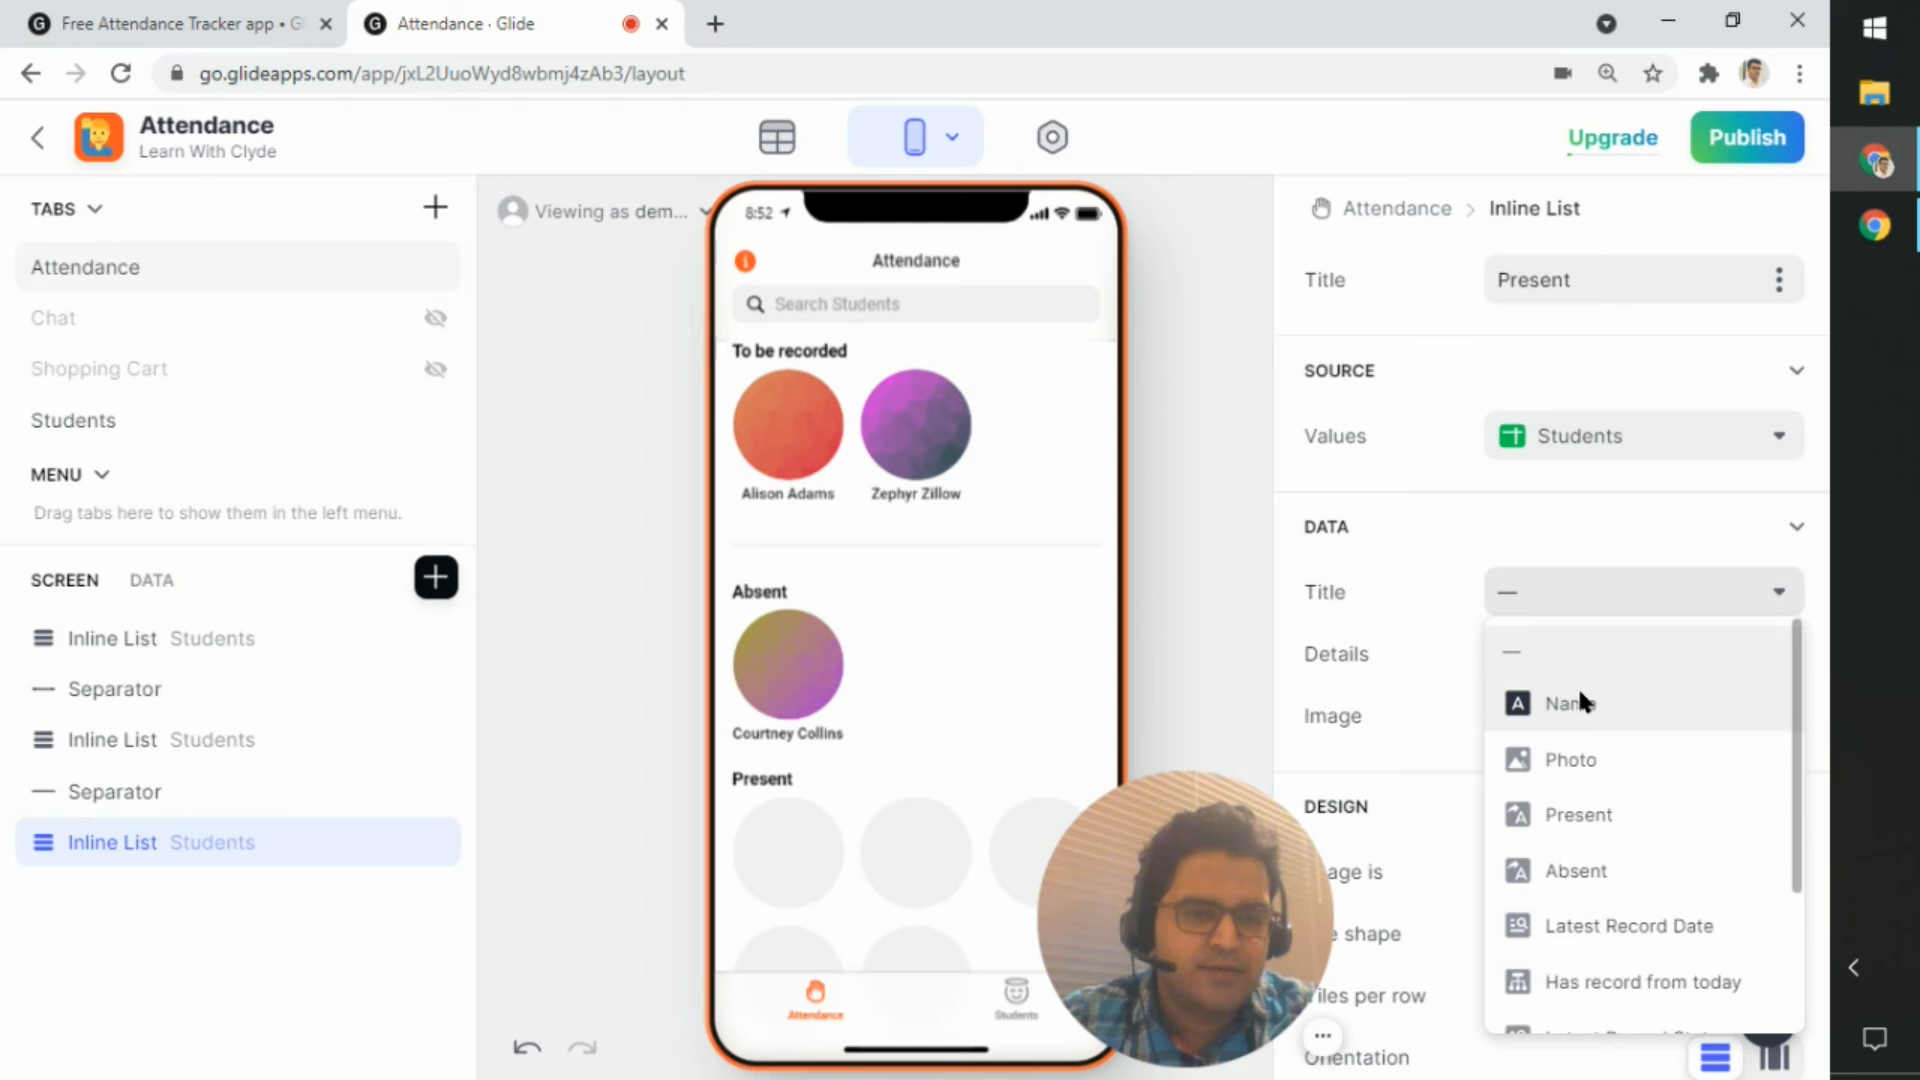 Free Attendance Tracker app • G
Attendance · Glide
go.glideapps.com/app/jxL2UuoWyd8wbmj4zAb3/layout
Attendance
Learn With Clyde
Upgrade
Publish
TABS
Attendance
Chat
Shopping Cart
Students
MENU
Drag tabs here to show them in the left menu.
SCREEN DATA
Inline List Students
Separator
Inline List Students
Separator
Inline List Students
Viewing as dem...
8:52
Attendance
Search Students
To be recorded
Alison Adams Zephyr Zillow
Absent
Courtney Collins
Present
Attendance Students
Attendance > Inline List
Title Present
SOURCE
Values Students
DATA
Title —
Details
Image
—
Name
Photo
Present
Absent
Latest Record Date
Has record from today
DESIGN
age is
shape
Tiles per row
Orientation